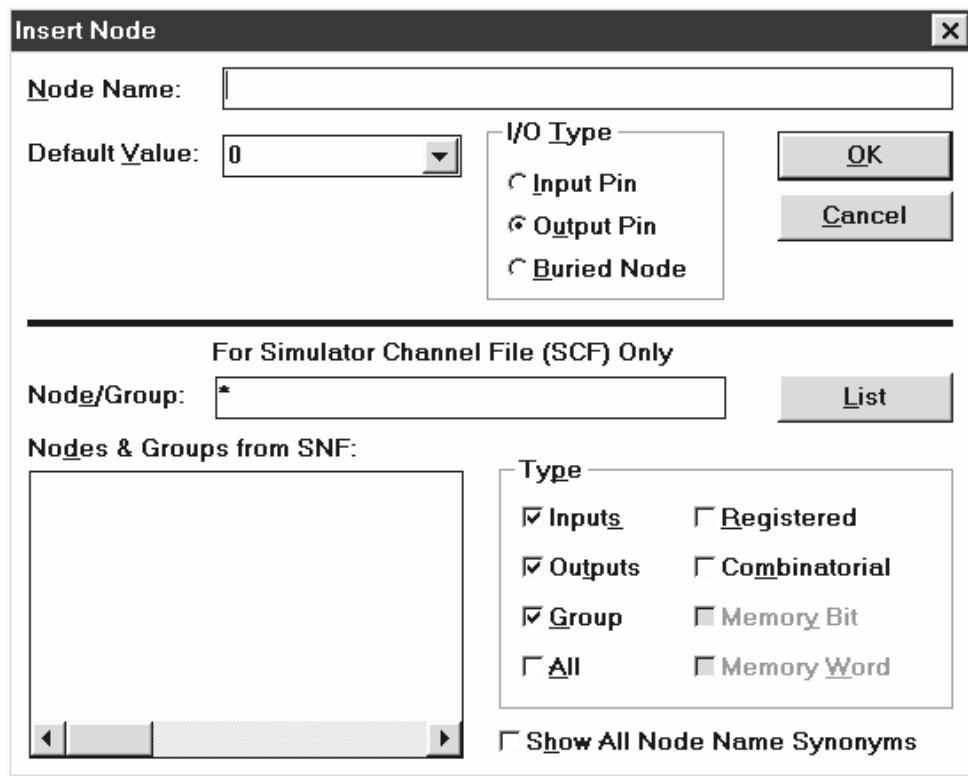 Insert Node
Node Name:
Default Value: 0
I/O Type
Input Pin
Output Pin
Buried Node
OK
Cancel
For Simulator Channel File (SCF) Only
Node/Group: *
List
Nodes & Groups from SNF:
Type
Inputs
Registered
Outputs
Combinatorial
Group
Memory Bit
All
Memory Word
Show All Node Name Synonyms